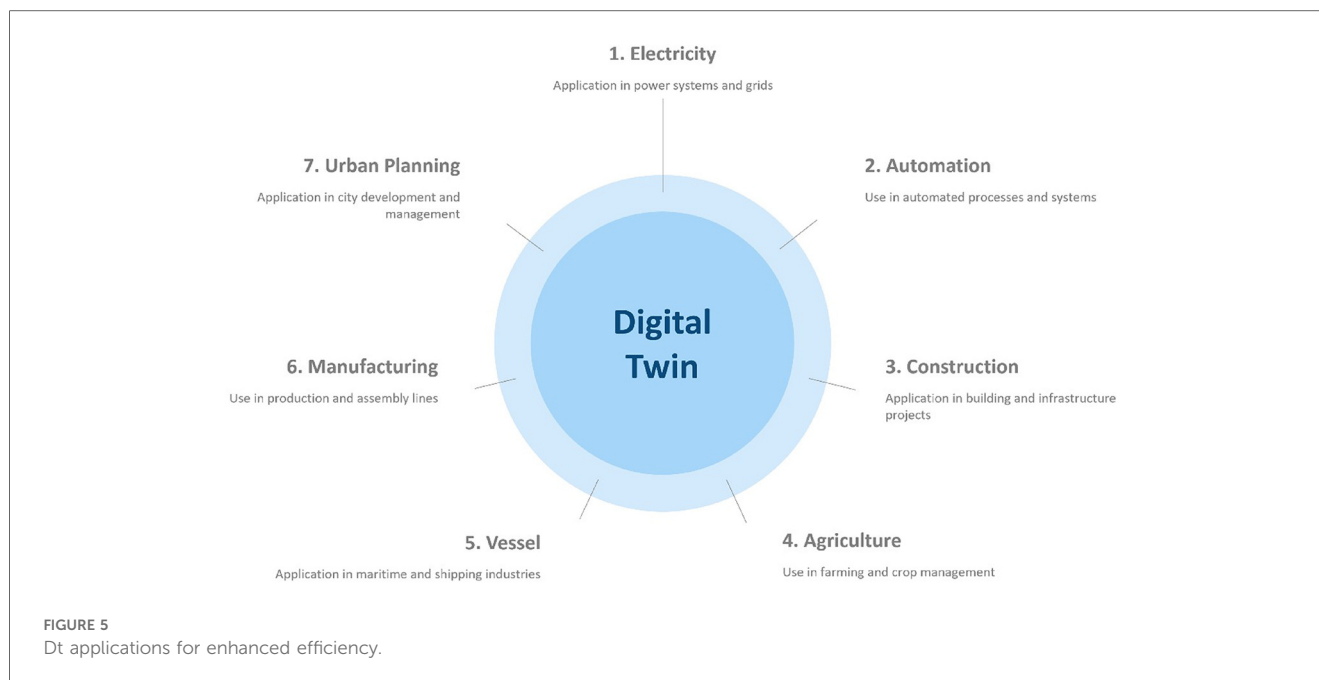 1. Electricity
Application in power systems and grids
2. Automation
Use in automated processes and systems
3. Construction
Application in building and infrastructure
projects
4. Agriculture
Use in farming and crop management
5. Vessel
Application in maritime and shipping industries
6. Manufacturing
Use in production and assembly lines
7. Urban Planning
Application in city development and
management
Digital
Twin
FIGURE 5
Dt applications for enhanced efficiency.